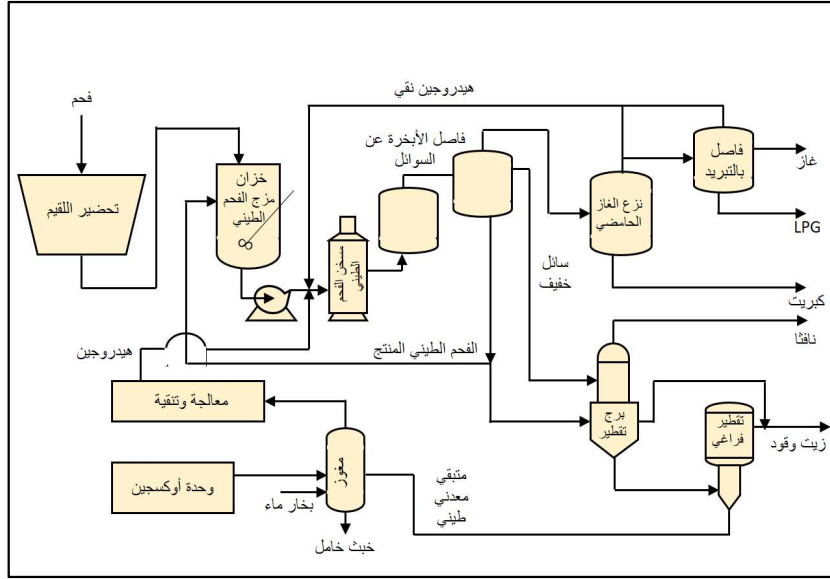 هيدروجين نقي
فحم
فاصل الأبخرة عن
السوائل
فاصل
بالتبريد
غاز
خزان
مزج الفحم
الطيني
تحضير اللقيم
نزع الغاز
الحامضي
LPG
مسخن الفحم
الطيني
سائل
خفيف
كبريت
نافثا
هيدروجين
الفحم الطيني المنتج
معالجة وتنقية
برج
تقطير
تقطير
فراغي
زيت وقود
مغوز
وحدة أوكسجين
متبقي
معدني
طيني
بخار ماء
خبث خامل